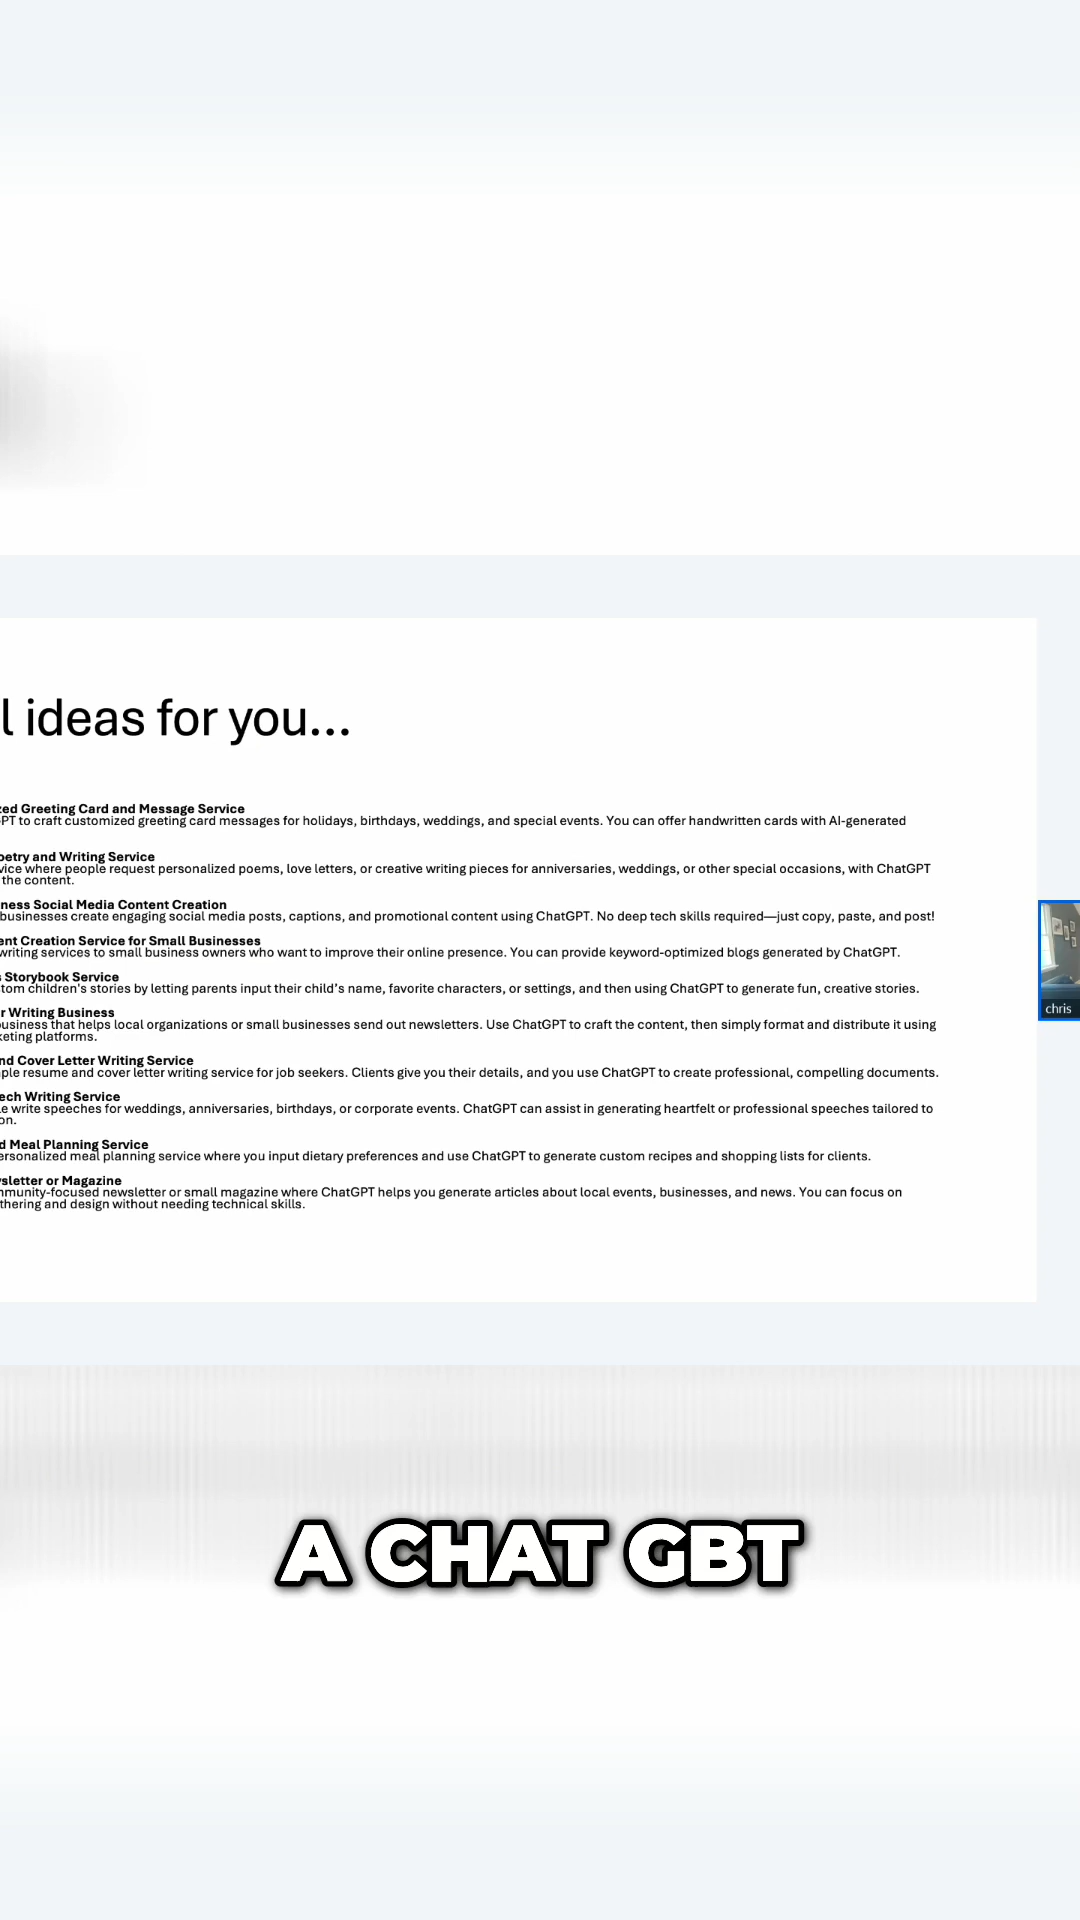 l ideas for you...
zed Greeting Card and Message Service
PT to craft customized greeting card messages for holidays, birthdays, weddings, and special events. You can offer handwritten cards with AI-generated
oetry and Writing Service
vice where people request personalized poems, love letters, or creative writing pieces for anniversaries, weddings, or other special occasions, with ChatGPT
the content.
ness Social Media Content Creation
businesses create engaging social media posts, captions, and promotional content using ChatGPT. No deep tech skills required—just copy, paste, and post!
ent Creation Service for Small Businesses
writing services to small business owners who want to improve their online presence. You can provide keyword-optimized blogs generated by ChatGPT.
s Storybook Service
tom children's stories by letting parents input their child's name, favorite characters, or settings, and then using ChatGPT to generate fun, creative stories.
r Writing Business
business that helps local organizations or small businesses send out newsletters. Use ChatGPT to craft the content, then simply format and distribute it using
keting platforms.
nd Cover Letter Writing Service
ple resume and cover letter writing service for job seekers. Clients give you their details, and you use ChatGPT to create professional, compelling documents.
ech Writing Service
le write speeches for weddings, anniversaries, birthdays, or corporate events. ChatGPT can assist in generating heartfelt or professional speeches tailored to
on.
d Meal Planning Service
personalized meal planning service where you input dietary preferences and use ChatGPT to generate custom recipes and shopping lists for clients.
wsletter or Magazine
mmunity-focused newsletter or small magazine where ChatGPT helps you generate articles about local events, businesses, and news. You can focus on
thering and design without needing technical skills.
chris
A CHAT GBT